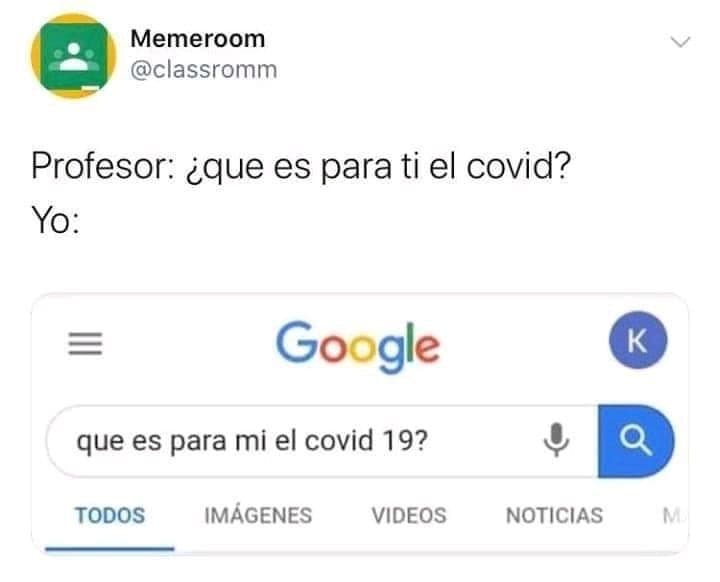 Memeroom
@classromm
Profesor: ¿que es para ti el covid?
Yo:
Google
K
que es para mi el covid 19?
TODOS IMÁGENES VIDEOS NOTICIAS M